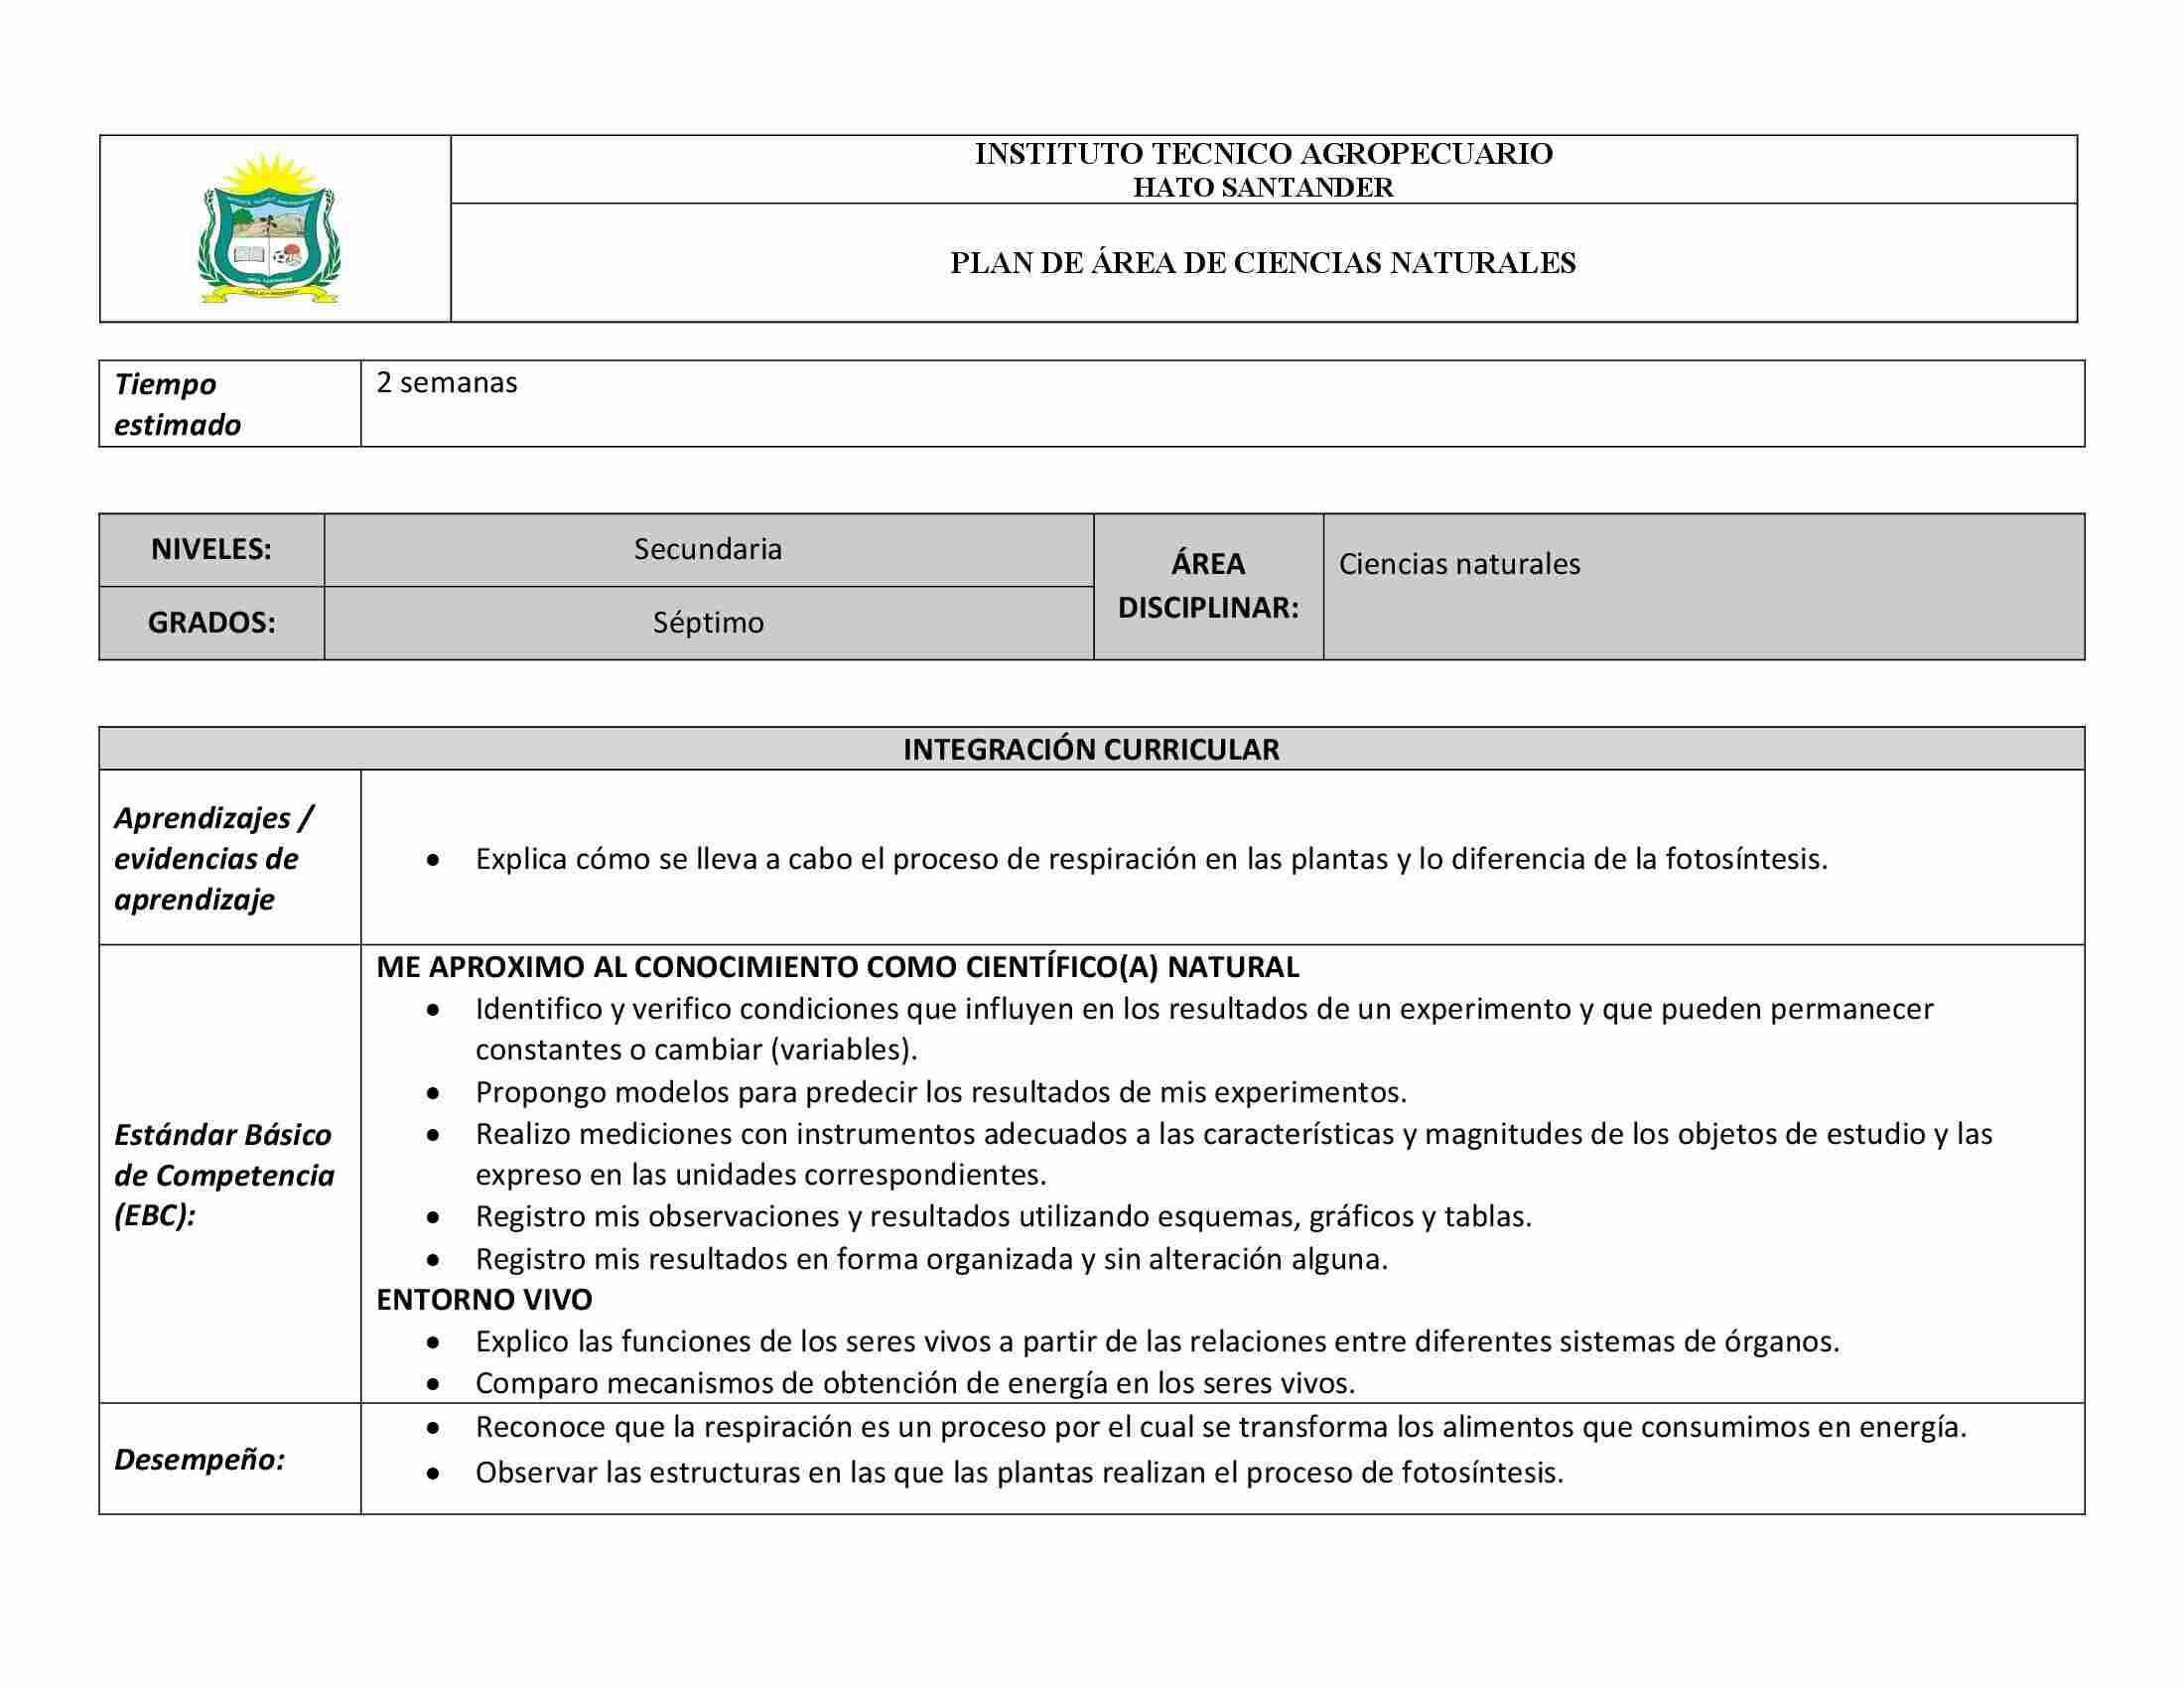 INSTITUTO TECNICO AGROPECUARIO
HATO SANTANDER
PLAN DE ÁREA DE CIENCIAS NATURALES
Tiempo
estimado
2 semanas
NIVELES:
Secundaria
ÁREA
DISCIPLINAR:
Ciencias naturales
GRADOS:
Séptimo
INTEGRACIÓN CURRICULAR
Aprendizajes /
evidencias de
aprendizaje
• Explica cómo se lleva a cabo el proceso de respiración en las plantas y lo diferencia de la fotosíntesis.
Estándar Básico
de Competencia
(EBC):
ME APROXIMO AL CONOCIMIENTO COMO CIENTÍFICO(A) NATURAL
• Identifico y verifico condiciones que influyen en los resultados de un experimento y que pueden permanecer
constantes o cambiar (variables).
• Propongo modelos para predecir los resultados de mis experimentos.
• Realizo mediciones con instrumentos adecuados a las características y magnitudes de los objetos de estudio y las
expreso en las unidades correspondientes.
• Registro mis observaciones y resultados utilizando esquemas, gráficos y tablas.
• Registro mis resultados en forma organizada y sin alteración alguna.
ENTORNO VIVO
• Explico las funciones de los seres vivos a partir de las relaciones entre diferentes sistemas de órganos.
• Comparo mecanismos de obtención de energía en los seres vivos.
Desempeño:
• Reconoce que la respiración es un proceso por el cual se transforma los alimentos que consumimos en energía.
• Observar las estructuras en las que las plantas realizan el proceso de fotosíntesis.